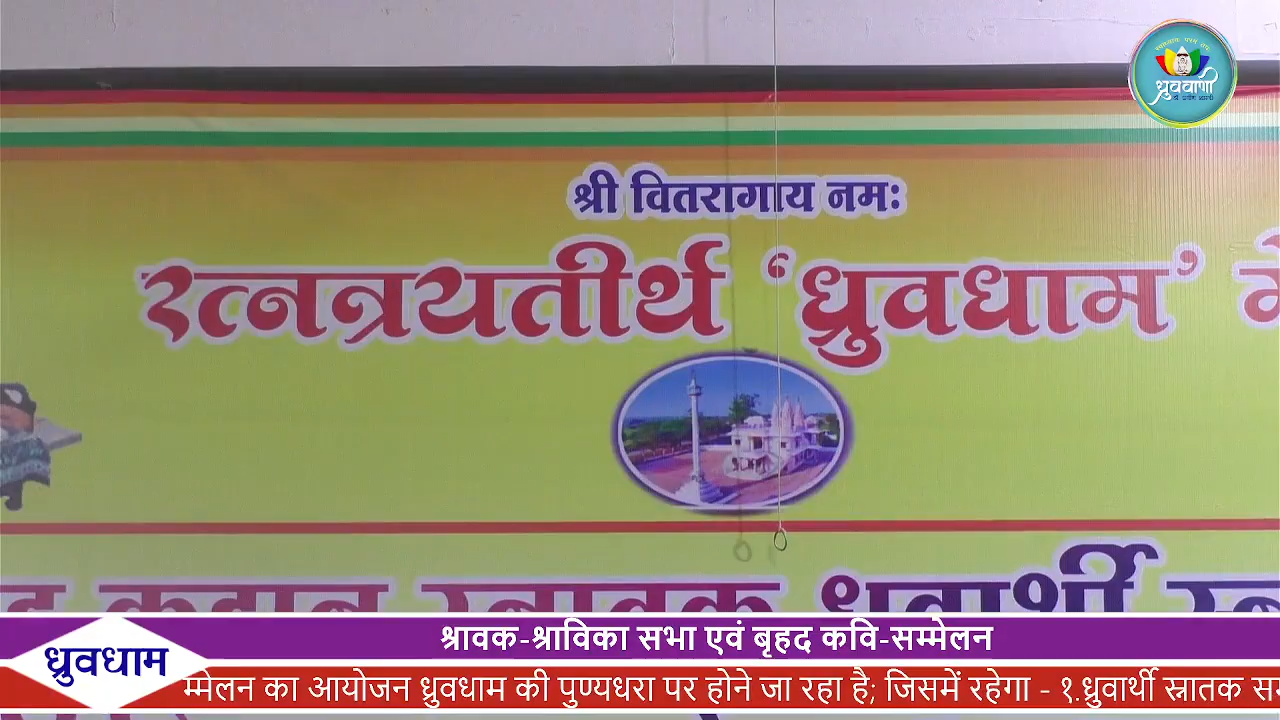 ध्रुववाणी
श्री वितरागाय नमः
रत्नत्रयतीर्थ ‘ध्रुवधाम’
ध्रुवार्थी
श्रावक-श्राविका सभा एवं बृहद कवि-सम्मेलन
ध्रुवधाम
म्मेलन का आयोजन ध्रुवधाम की पुण्यधरा पर होने जा रहा है; जिसमें रहेगा - १.ध्रुवार्थी स्नातक